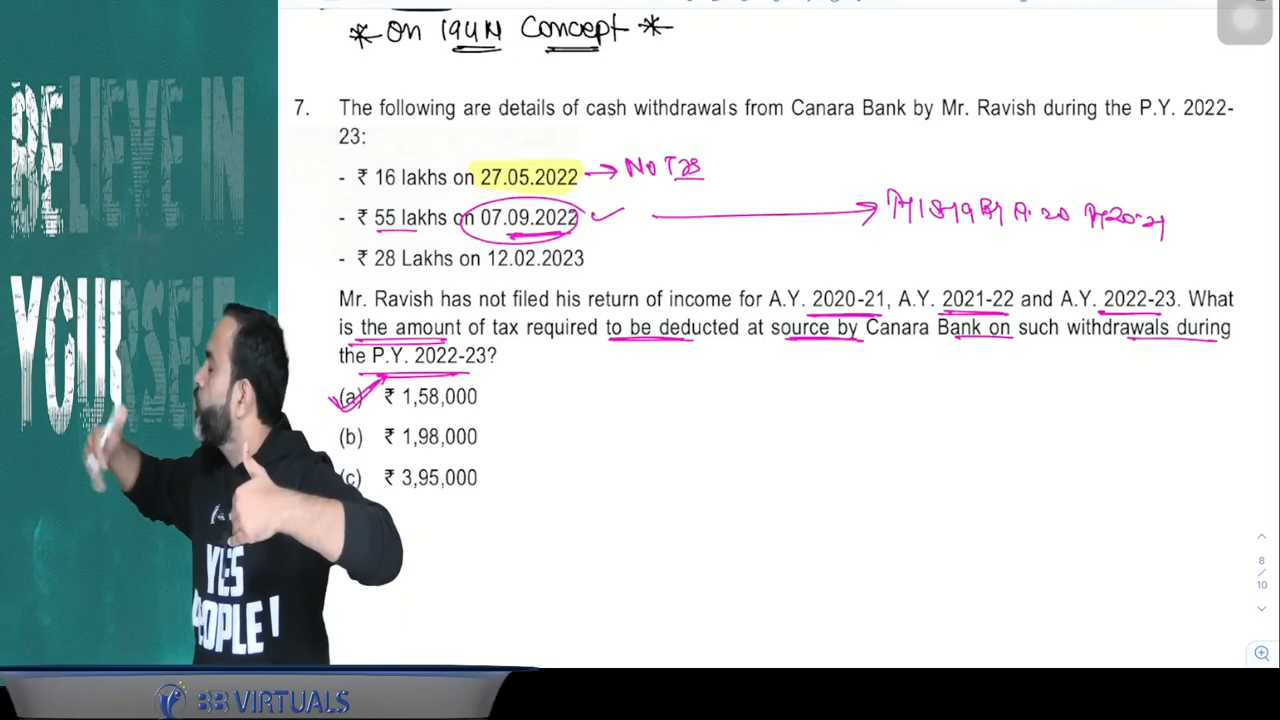 * On 194N Concept *
7. The following are details of cash withdrawals from Canara Bank by Mr. Ravish during the P.Y. 2022-
23:
- ₹ 16 lakhs on 27.05.2022 → No TDS
- ₹ 55 lakhs on 07.09.2022
- ₹ 28 Lakhs on 12.02.2023
Mr. Ravish has not filed his return of income for A.Y. 2020-21, A.Y. 2021-22 and A.Y. 2022-23. What
is the amount of tax required to be deducted at source by Canara Bank on such withdrawals during
the P.Y. 2022-23?
(a) ₹ 1,58,000
(b) ₹ 1,98,000
(c) ₹ 3,95,000
BELIEVE IN
YOURSELF
YES
PEOPLE!
8
/
10
BB VIRTUALS